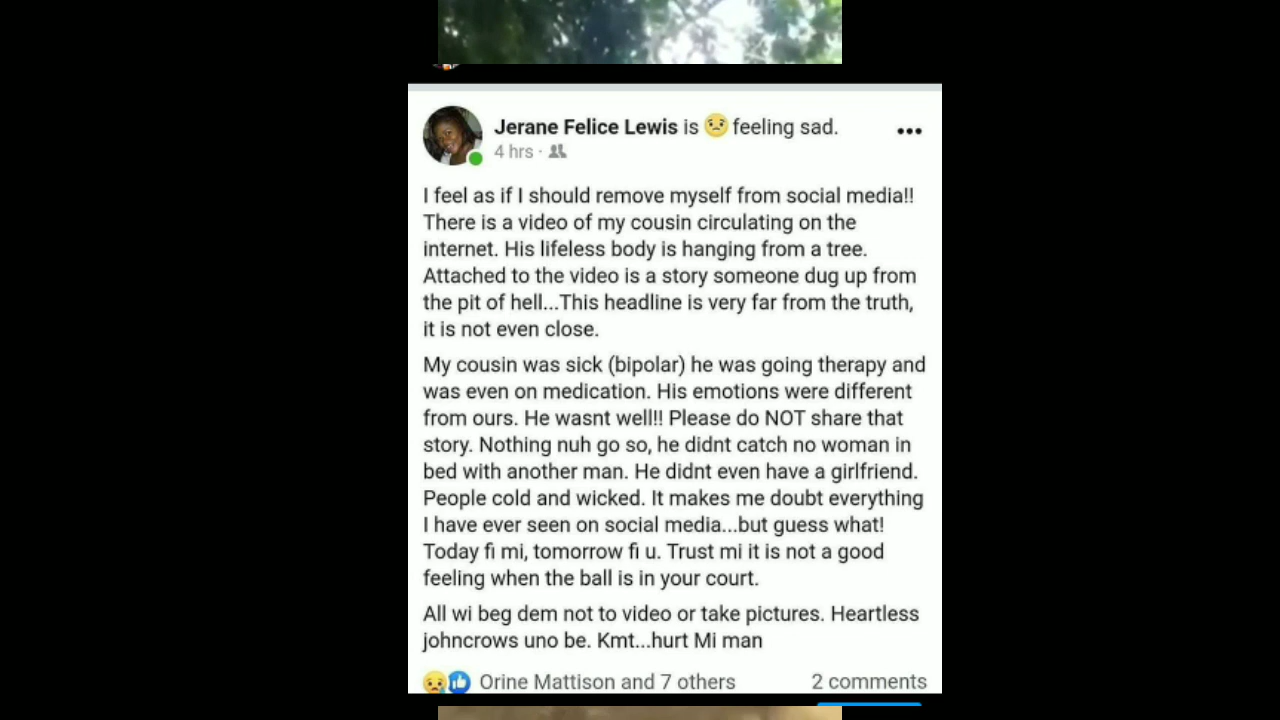 Jerane Felice Lewis is feeling sad.
4 hrs ·
I feel as if I should remove myself from social media!!
There is a video of my cousin circulating on the
internet. His lifeless body is hanging from a tree.
Attached to the video is a story someone dug up from
the pit of hell...This headline is very far from the truth,
it is not even close.
My cousin was sick (bipolar) he was going therapy and
was even on medication. His emotions were different
from ours. He wasnt well!! Please do NOT share that
story. Nothing nuh go so, he didnt catch no woman in
bed with another man. He didnt even have a girlfriend.
People cold and wicked. It makes me doubt everything
I have ever seen on social media...but guess what!
Today fi mi, tomorrow fi u. Trust mi it is not a good
feeling when the ball is in your court.
All wi beg dem not to video or take pictures. Heartless
johncrows uno be. Kmt...hurt Mi man
Orine Mattison and 7 others 2 comments